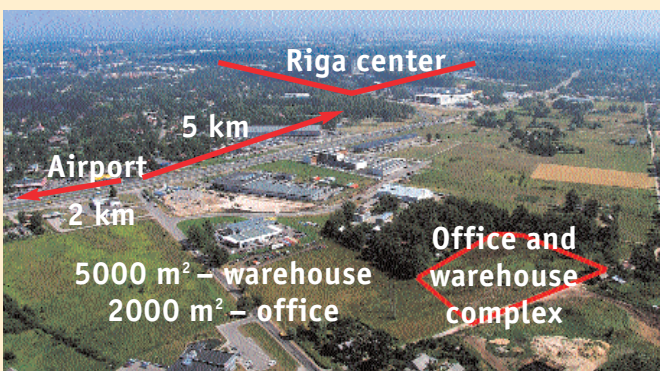 Riga center
5 km
Airport
2 km
Office and
warehouse
complex
5000 m² – warehouse
2000 m² – office